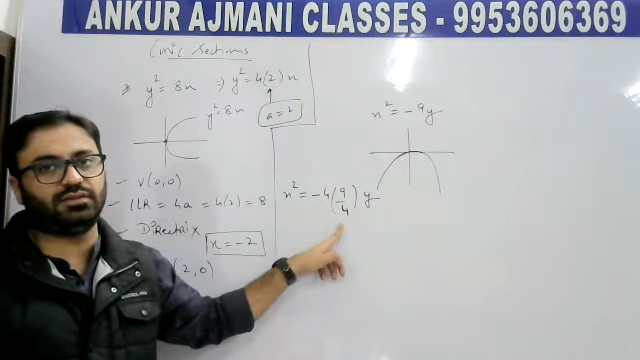 ANKUR AJMANI CLASSES - 9953606369
Conic Sections
* y² = 8x ⇒ y² = 4(2)x
y² = 8x
a = 2
- V(0,0)
- LLR = 4a = 4(2) = 8
- Directrix
x = -2
(2,0)
x² = -9y
x² = -4(9/4) y